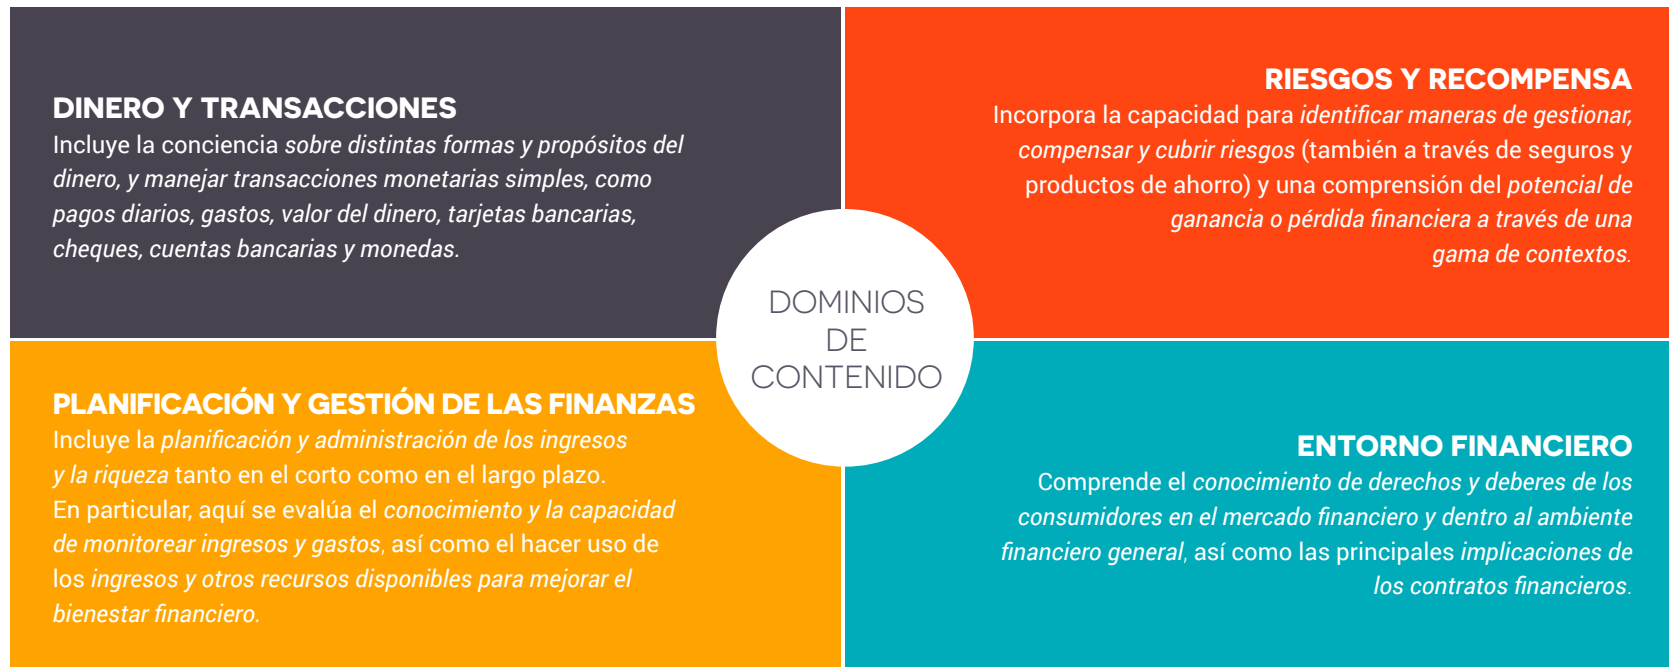 DINERO Y TRANSACCIONES
Incluye la conciencia sobre distintas formas y propósitos del
dinero, y manejar transacciones monetarias simples, como
pagos diarios, gastos, valor del dinero, tarjetas bancarias,
cheques, cuentas bancarias y monedas.
RIESGOS Y RECOMPENSA
Incorpora la capacidad para identificar maneras de gestionar,
compensar y cubrir riesgos (también a través de seguros y
productos de ahorro) y una comprensión del potencial de
ganancia o pérdida financiera a través de una
gama de contextos.
DOMINIOS
DE
CONTENIDO
PLANIFICACIÓN Y GESTIÓN DE LAS FINANZAS
Incluye la planificación y administración de los ingresos
y la riqueza tanto en el corto como en el largo plazo.
En particular, aquí se evalúa el conocimiento y la capacidad
de monitorear ingresos y gastos, así como el hacer uso de
los ingresos y otros recursos disponibles para mejorar el
bienestar financiero.
ENTORNO FINANCIERO
Comprende el conocimiento de derechos y deberes de los
consumidores en el mercado financiero y dentro al ambiente
financiero general, así como las principales implicaciones de
los contratos financieros.